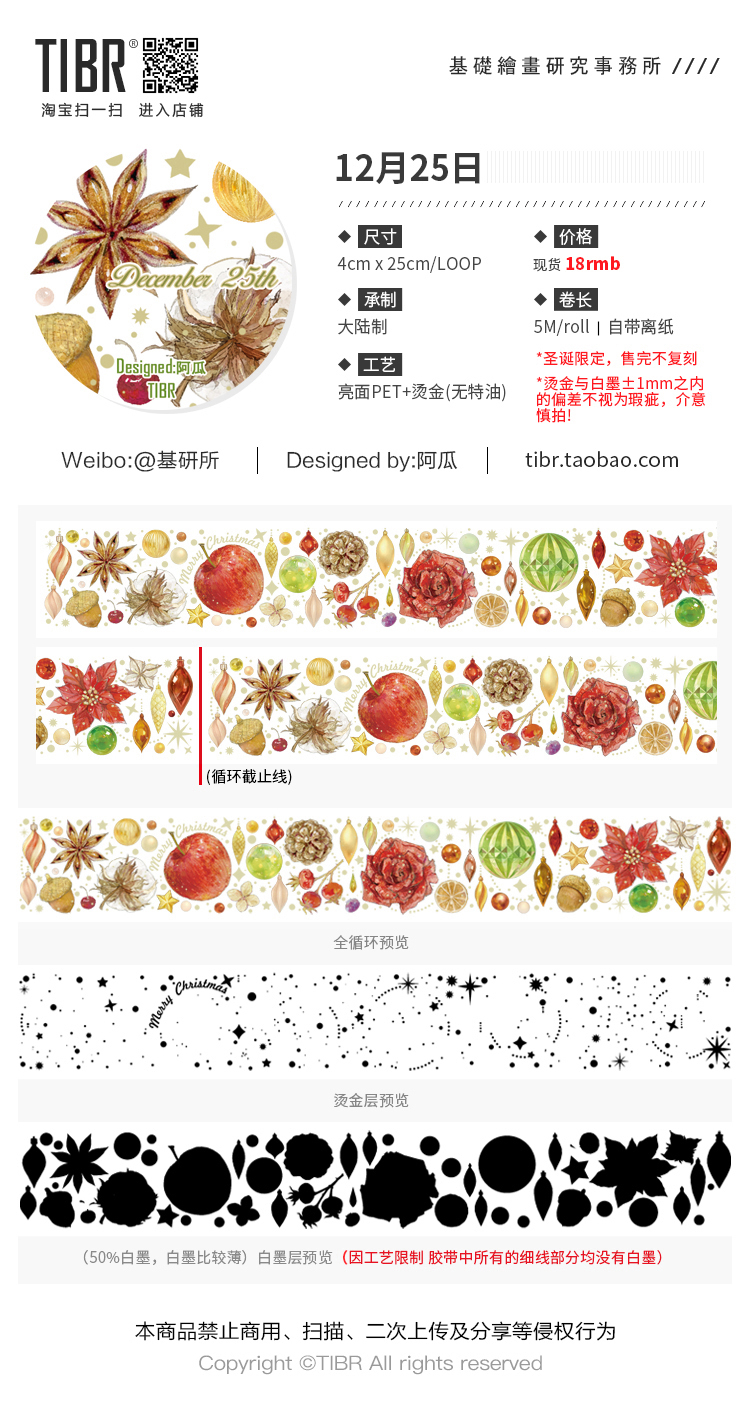 TIBR®
淘宝扫一扫 进入店铺
基礎繪畫研究事務所 ////
December 25th
Designed:阿瓜
TIBR
12月25日
◆ 尺寸
4cm x 25cm/LOOP
◆ 价格
现货 18rmb
◆ 承制
大陆制
◆ 卷长
5M/roll | 自带离纸
◆ 工艺
亮面PET+烫金(无特油)
*圣诞限定，售完不复刻
*烫金与白墨±1mm之内
的偏差不视为瑕疵，介意
慎拍!
Weibo:@基研所
Designed by:阿瓜
tibr.taobao.com
Merry Christmas
Merry Christmas
(循环截止线)
Merry Christmas
全循环预览
Merry Christmas
烫金层预览
（50%白墨，白墨比较薄）白墨层预览（因工艺限制 胶带中所有的细线部分均没有白墨）
本商品禁止商用、扫描、二次上传及分享等侵权行为
Copyright ©TIBR All rights reserved